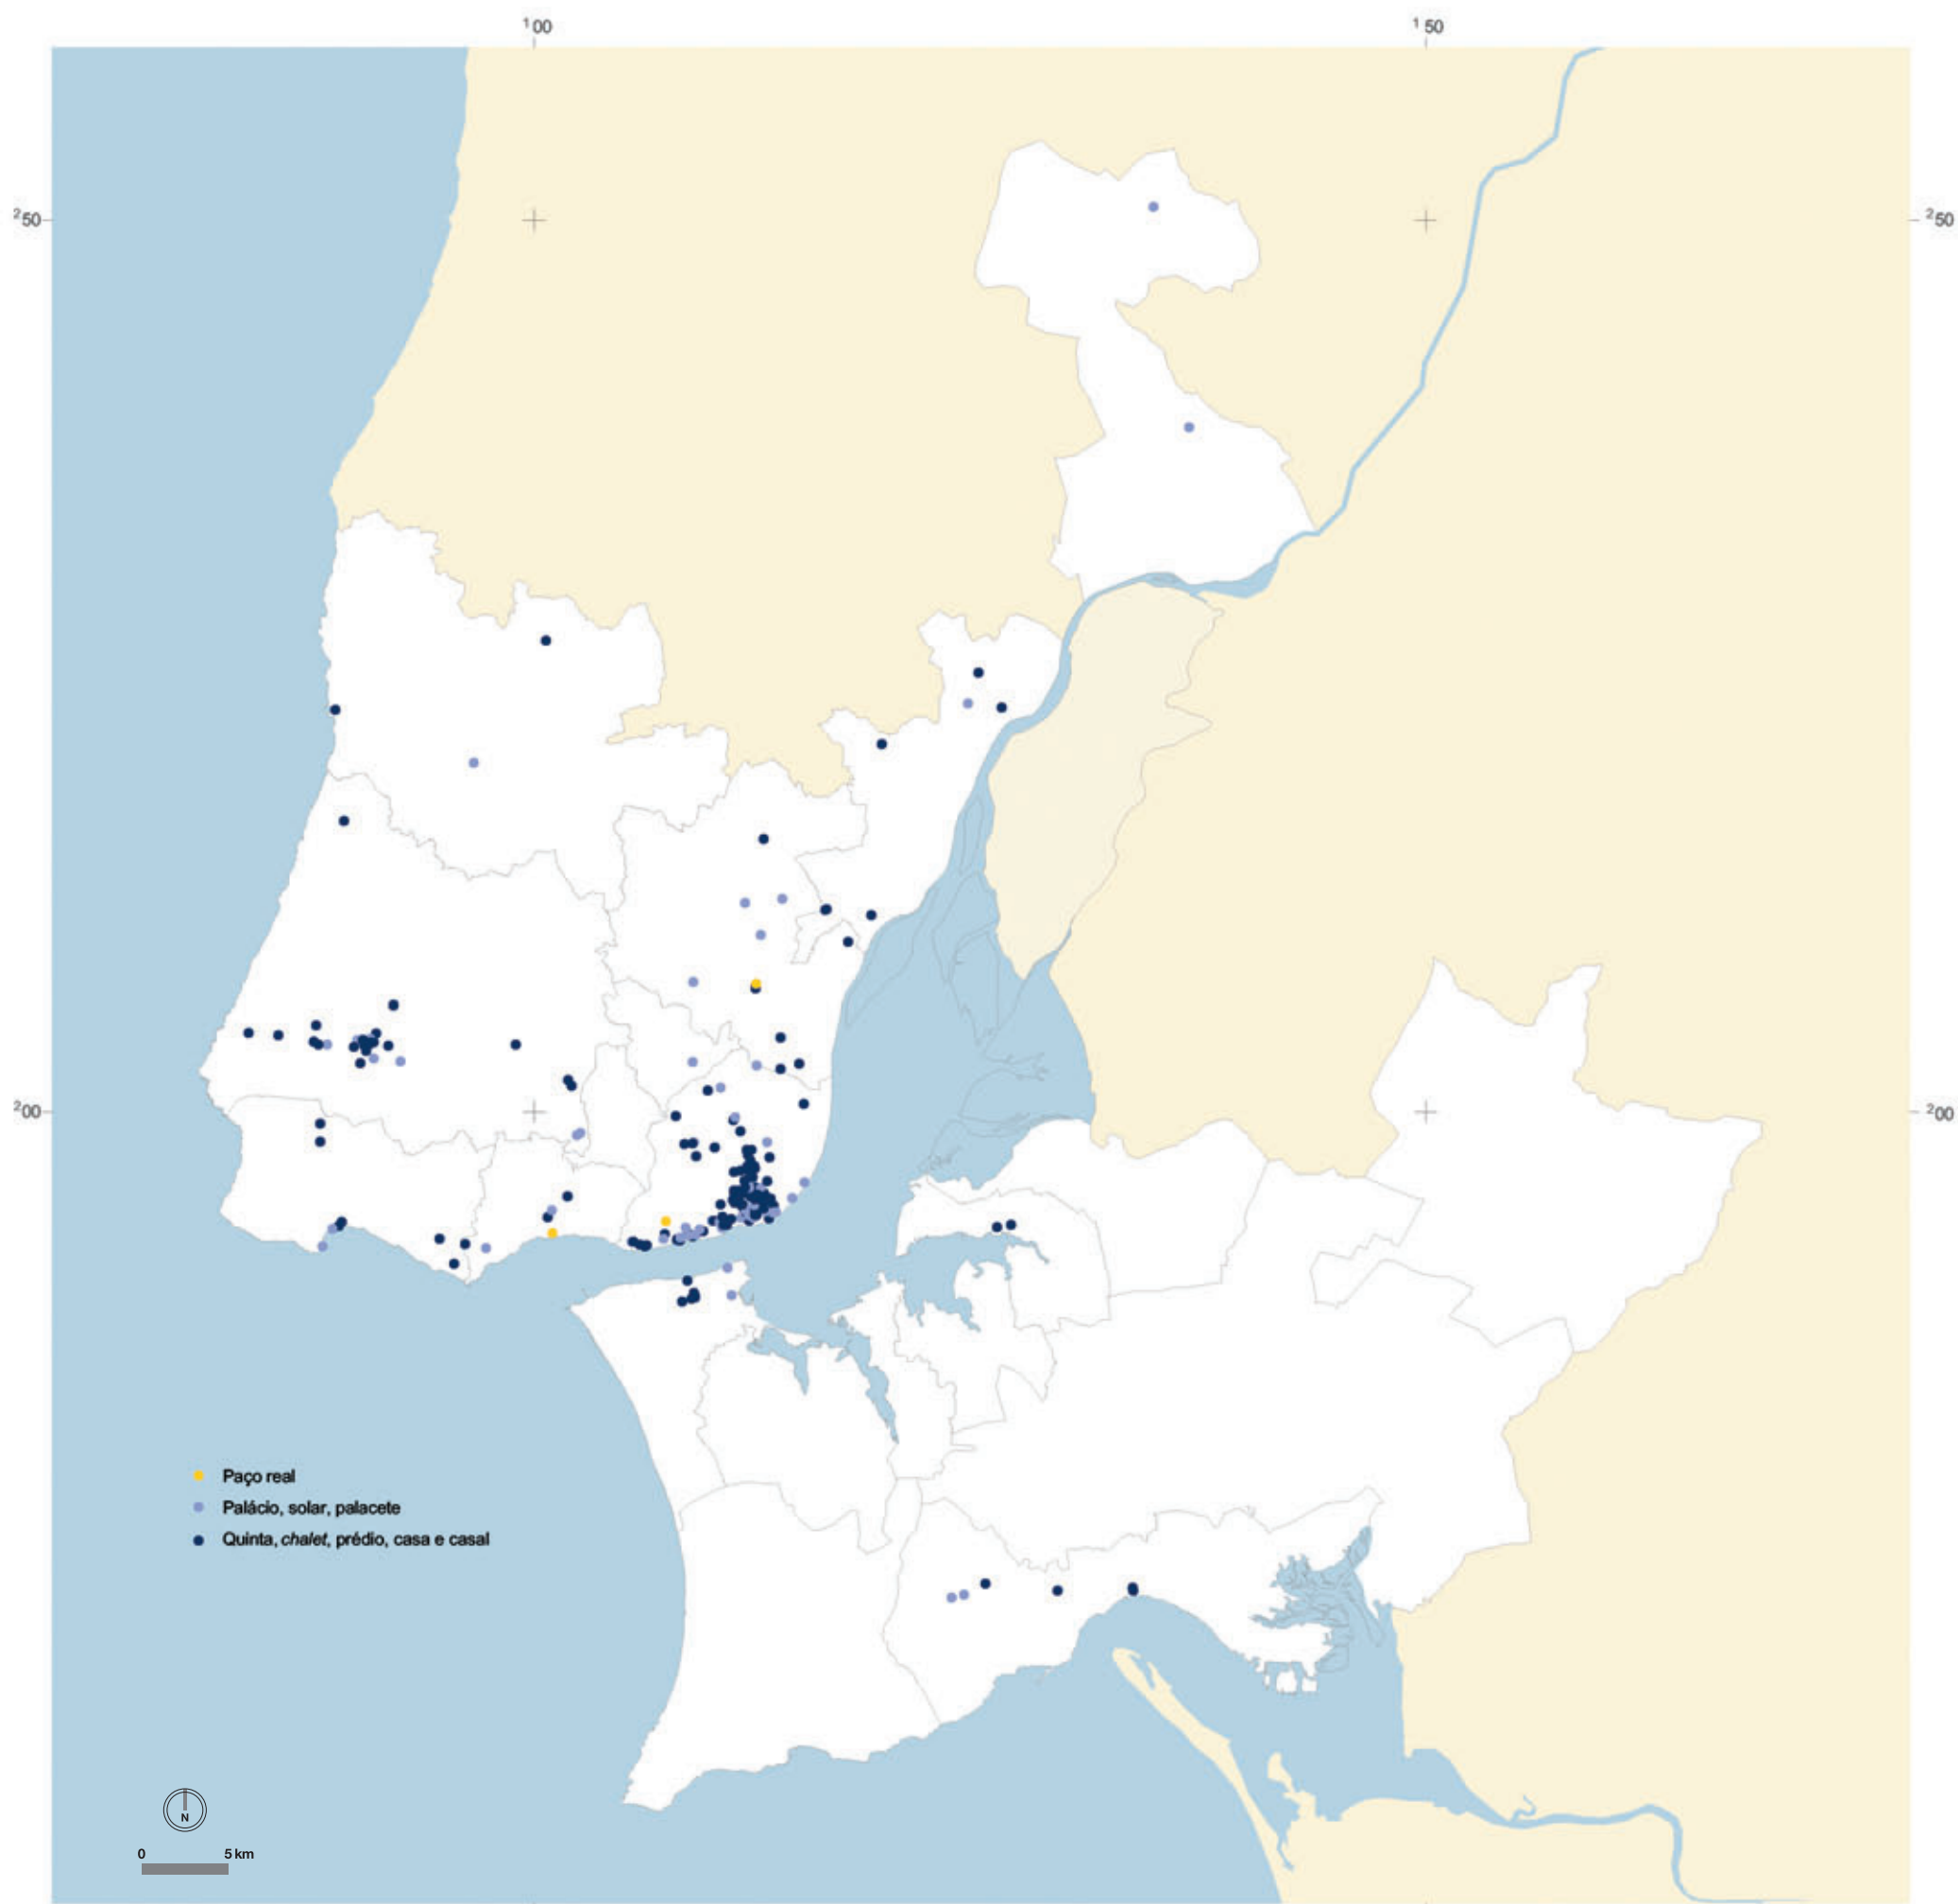 100 150
250 250
200 200
Paço real
Palácio, solar, palacete
Quinta, chalet, prédio, casa e casal
N
0 5 km